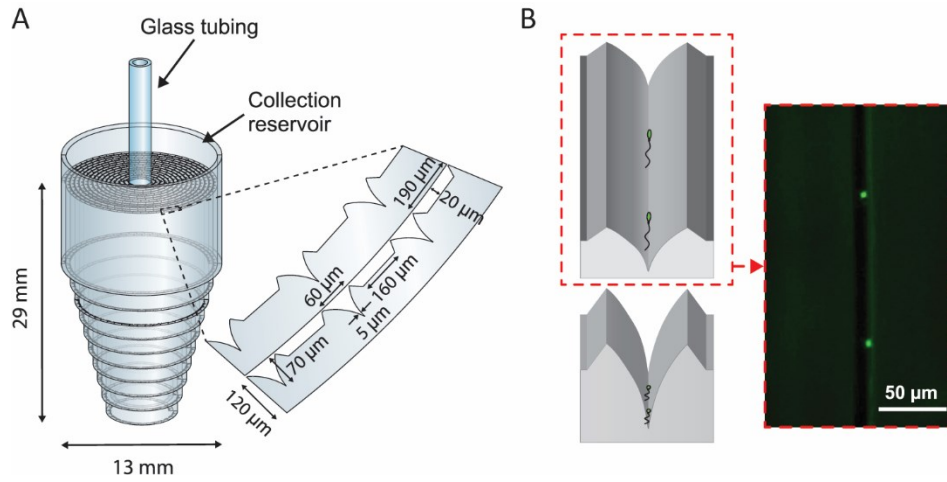 A
Glass tubing
Collection
reservoir
29 mm
13 mm
190 µm
20 µm
60 µm
160 µm
5 µm
70 µm
120 µm
B
50 µm